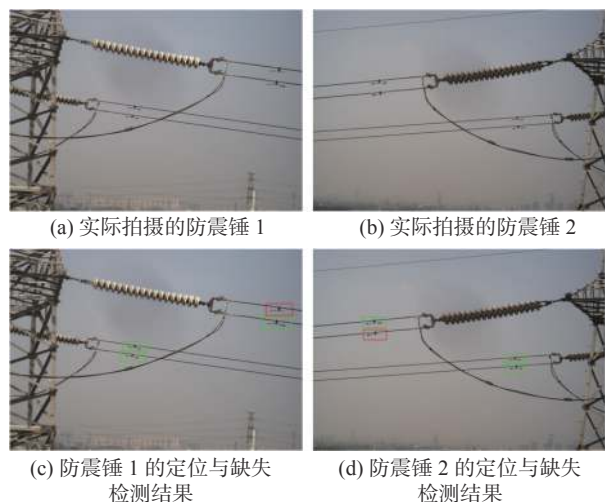 (a) 实际拍摄的防震锤 1
(b) 实际拍摄的防震锤 2
(c) 防震锤 1 的定位与缺失
检测结果
(d) 防震锤 2 的定位与缺失
检测结果